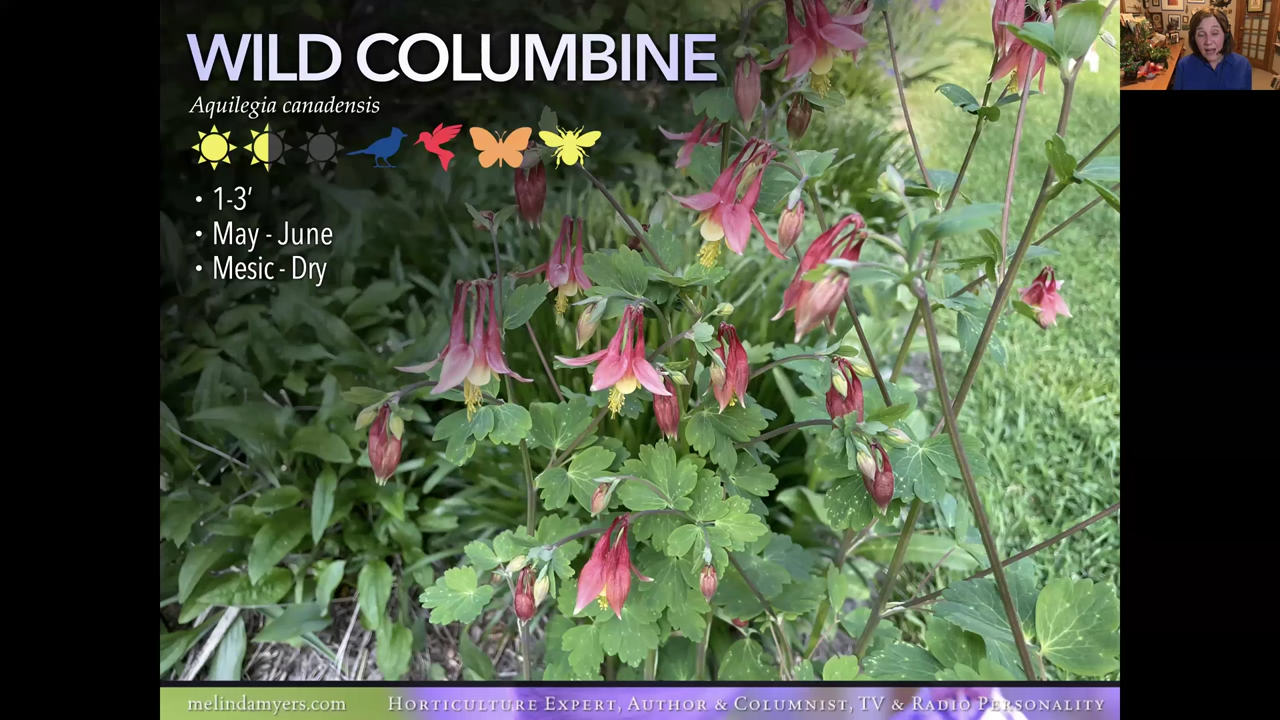 WILD COLUMBINE
Aquilegia canadensis
• 1-3'
• May - June
• Mesic - Dry
melindamyers.com
Horticulture Expert, Author & Columnist, TV & Radio Personality